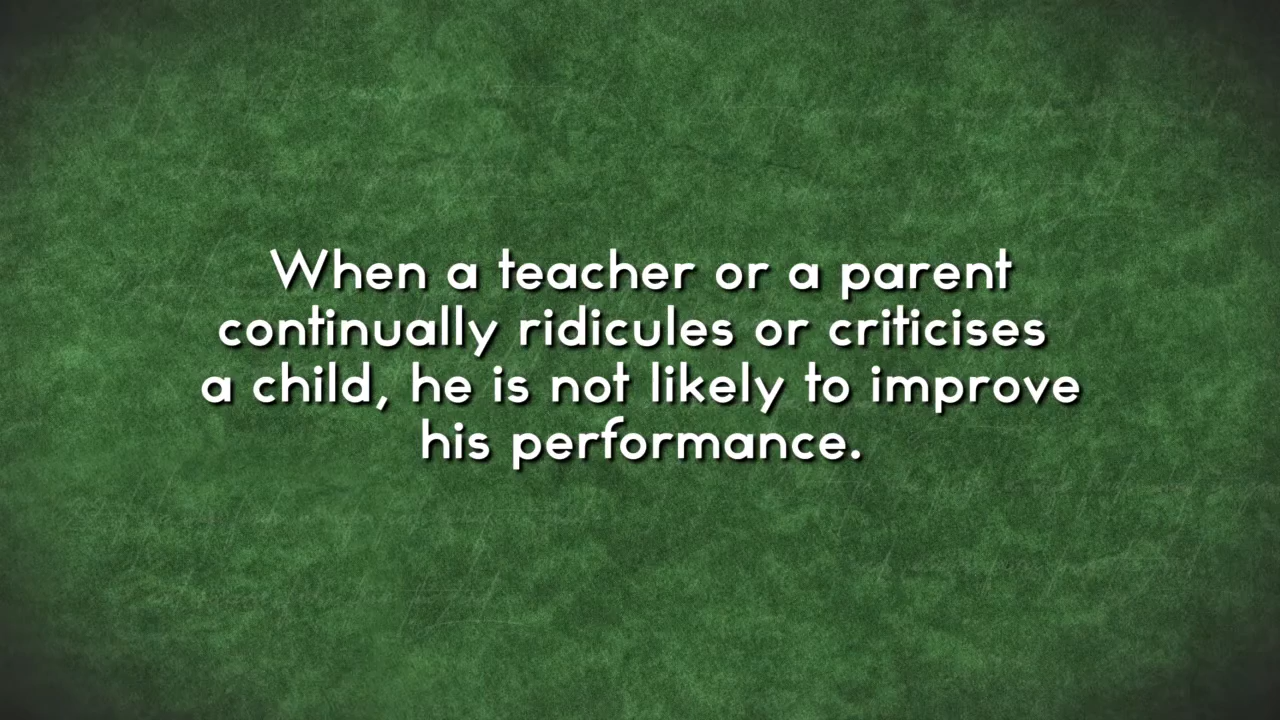 When a teacher or a parent
continually ridicules or criticises
a child, he is not likely to improve
his performance.